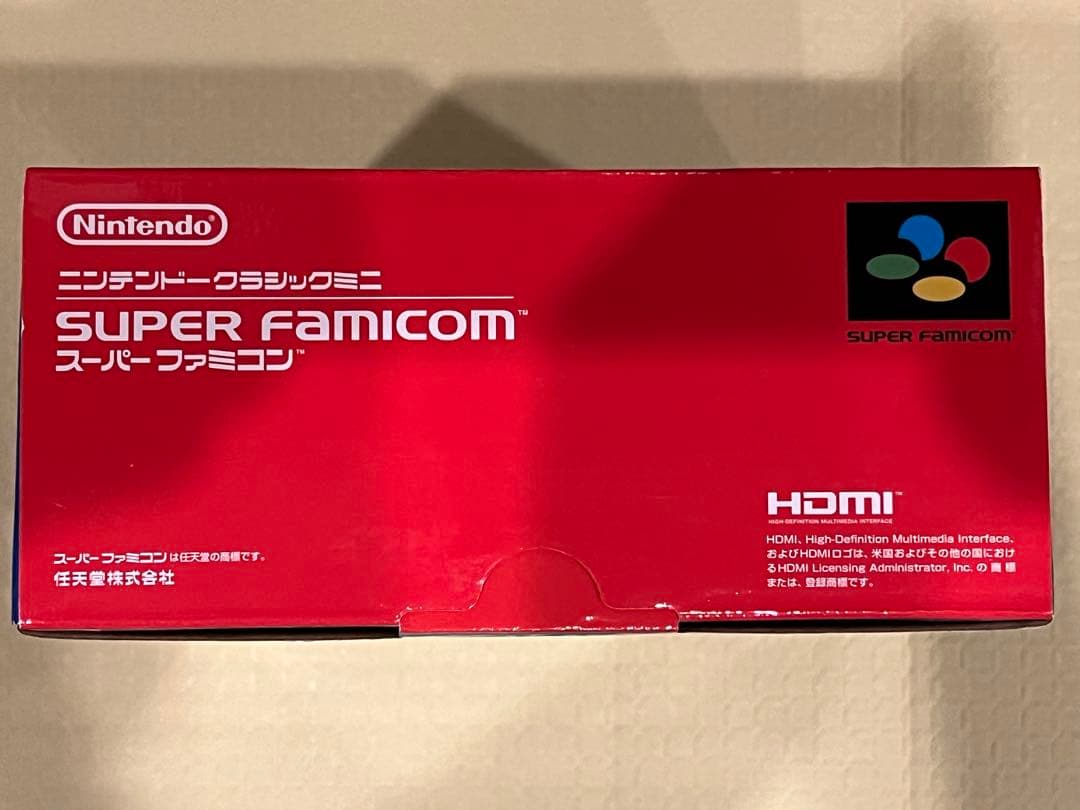 Nintendo®
ニンテンドークラシックミニ
SUPER FAMICOM™
スーパーファミコン™
SUPER FAMICOM™
HDMI™
HIGH-DEFINITION MULTIMEDIA INTERFACE
HDMI、High-Definition Multimedia Interface、
およびHDMIロゴは、米国およびその他の国におけ
るHDMI Licensing Administrator, Inc. の商標
または、登録商標です。
スーパーファミコンは任天堂の商標です。
任天堂株式会社